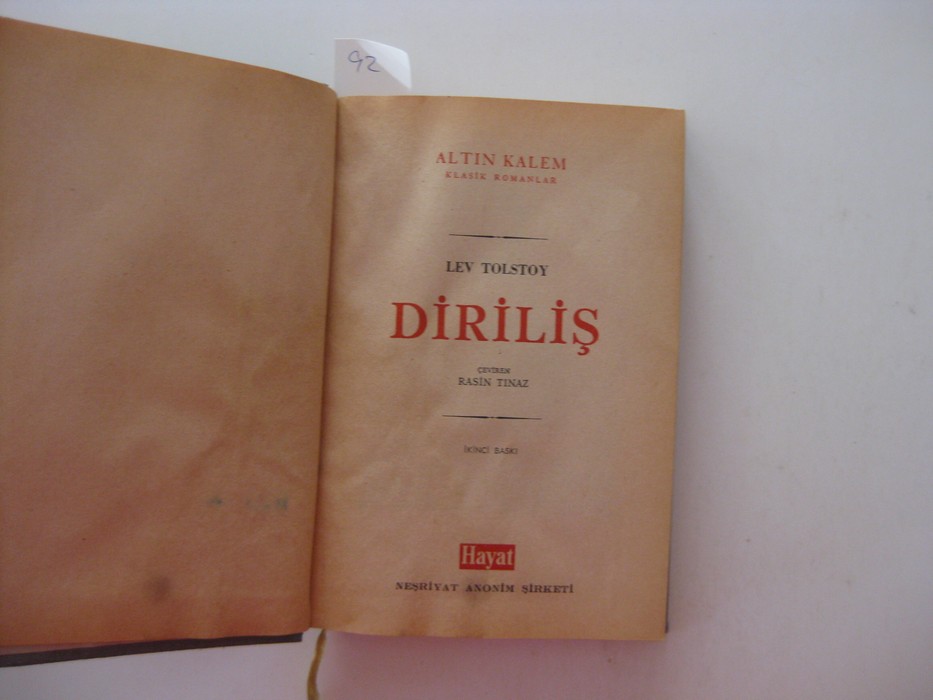 92
ALTIN KALEM
KLASİK ROMANLAR
LEV TOLSTOY
DİRİLİŞ
ÇEVİREN
RASİN TINAZ
İKİNCİ BASKI
Hayat
NEŞRİYAT ANONİM ŞİRKETİ